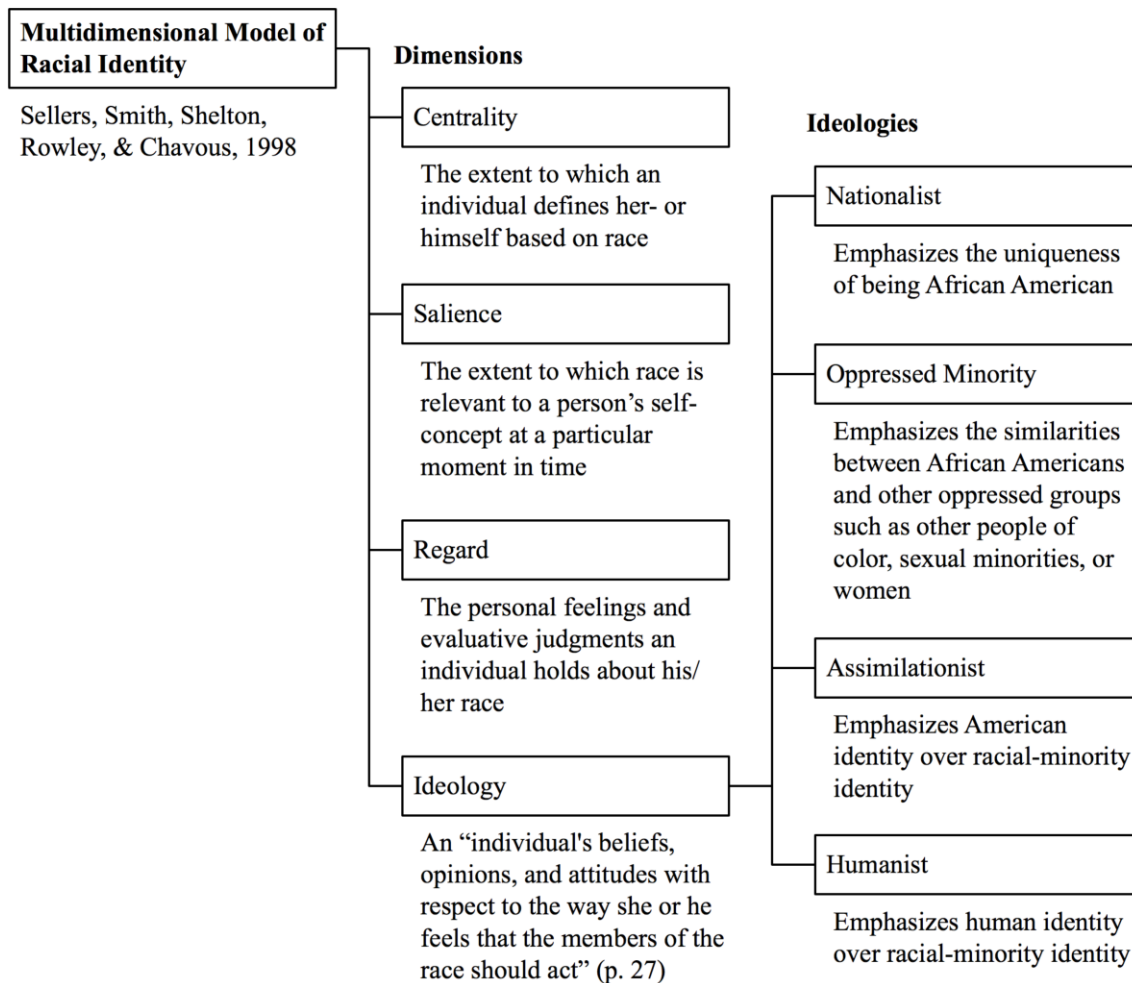 Multidimensional Model of
Racial Identity
Sellers, Smith, Shelton,
Rowley, & Chavous, 1998
Dimensions
Centrality
The extent to which an
individual defines her- or
himself based on race
Salience
The extent to which race is
relevant to a person’s self-
concept at a particular
moment in time
Regard
The personal feelings and
evaluative judgments an
individual holds about his/
her race
Ideology
An “individual's beliefs,
opinions, and attitudes with
respect to the way she or he
feels that the members of the
race should act” (p. 27)
Ideologies
Nationalist
Emphasizes the uniqueness
of being African American
Oppressed Minority
Emphasizes the similarities
between African Americans
and other oppressed groups
such as other people of
color, sexual minorities, or
women
Assimilationist
Emphasizes American
identity over racial-minority
identity
Humanist
Emphasizes human identity
over racial-minority identity